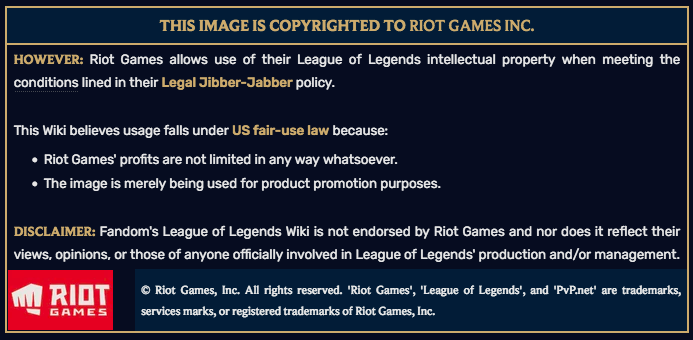 THIS IMAGE IS COPYRIGHTED TO RIOT GAMES INC.
HOWEVER: Riot Games allows use of their League of Legends intellectual property when meeting the
conditions lined in their Legal Jibber-Jabber policy.
This Wiki believes usage falls under US fair-use law because:
• Riot Games' profits are not limited in any way whatsoever.
• The image is merely being used for product promotion purposes.
DISCLAIMER: Fandom's League of Legends Wiki is not endorsed by Riot Games and nor does it reflect their
views, opinions, or those of anyone officially involved in League of Legends' production and/or management.
RIOT
GAMES
© Riot Games, Inc. All rights reserved. 'Riot Games', 'League of Legends', and 'PvP.net' are trademarks,
services marks, or registered trademarks of Riot Games, Inc.